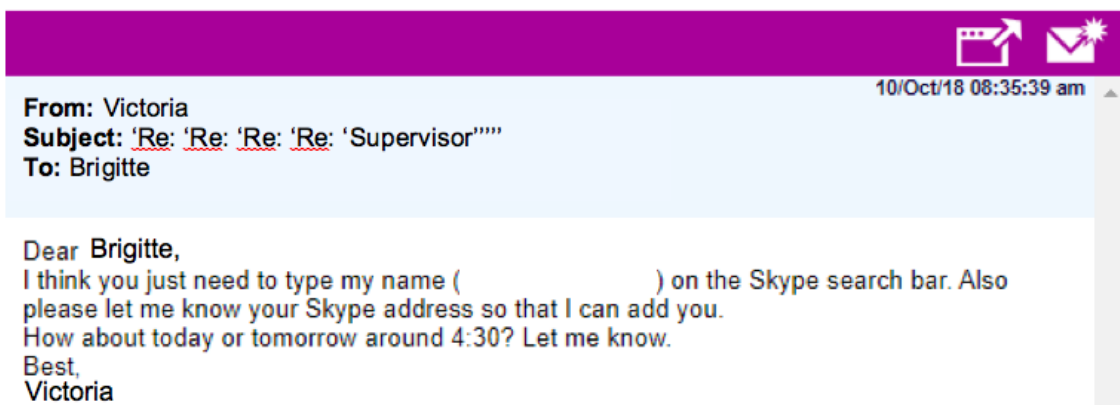 10/Oct/18 08:35:39 am
From: Victoria
Subject: ‘Re: ‘Re: ‘Re: ‘Re: ‘Supervisor’’’’’
To: Brigitte
Dear Brigitte,
I think you just need to type my name ( ) on the Skype search bar. Also
please let me know your Skype address so that I can add you.
How about today or tomorrow around 4:30? Let me know.
Best,
Victoria